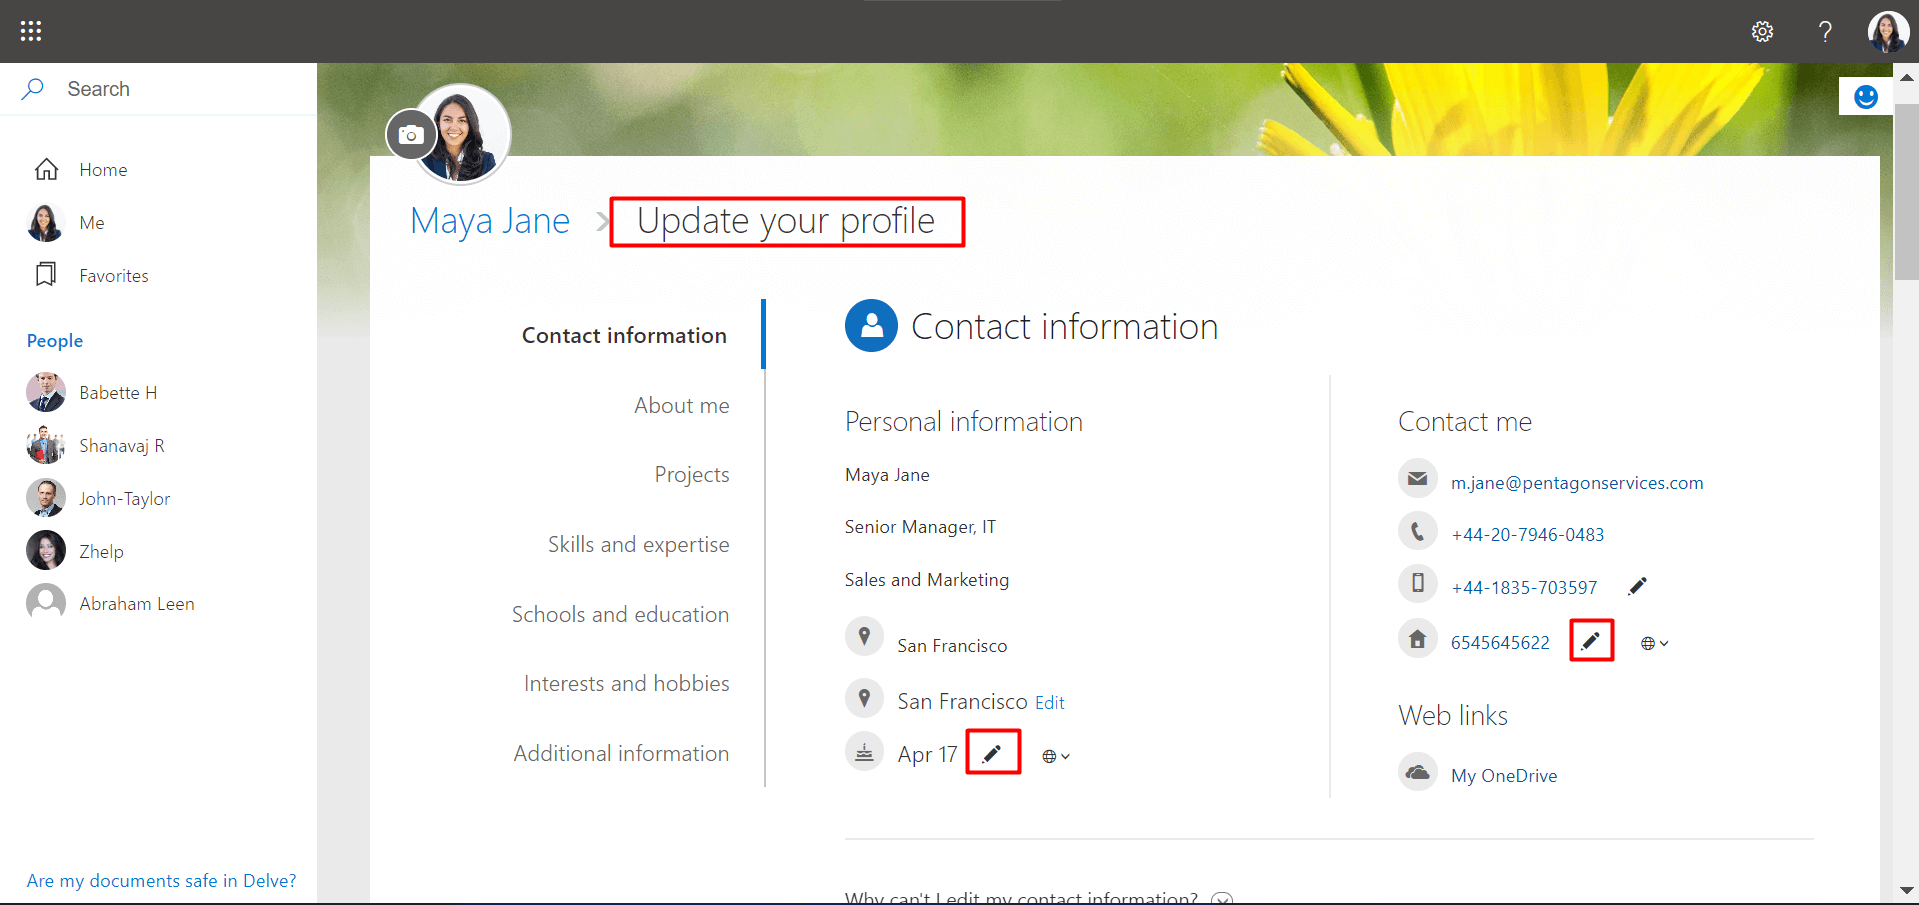 Search
Home
Me
Favorites
People
Babette H
Shanavaj R
John-Taylor
Zhelp
Abraham Leen
Are my documents safe in Delve?
Maya Jane > Update your profile
Contact information
About me
Projects
Skills and expertise
Schools and education
Interests and hobbies
Additional information
Contact information
Personal information
Maya Jane
Senior Manager, IT
Sales and Marketing
San Francisco
San Francisco Edit
Apr 17
Contact me
m.jane@pentagonservices.com
+44-20-7946-0483
+44-1835-703597
6545645622
Web links
My OneDrive
Why can't I edit my contact information?